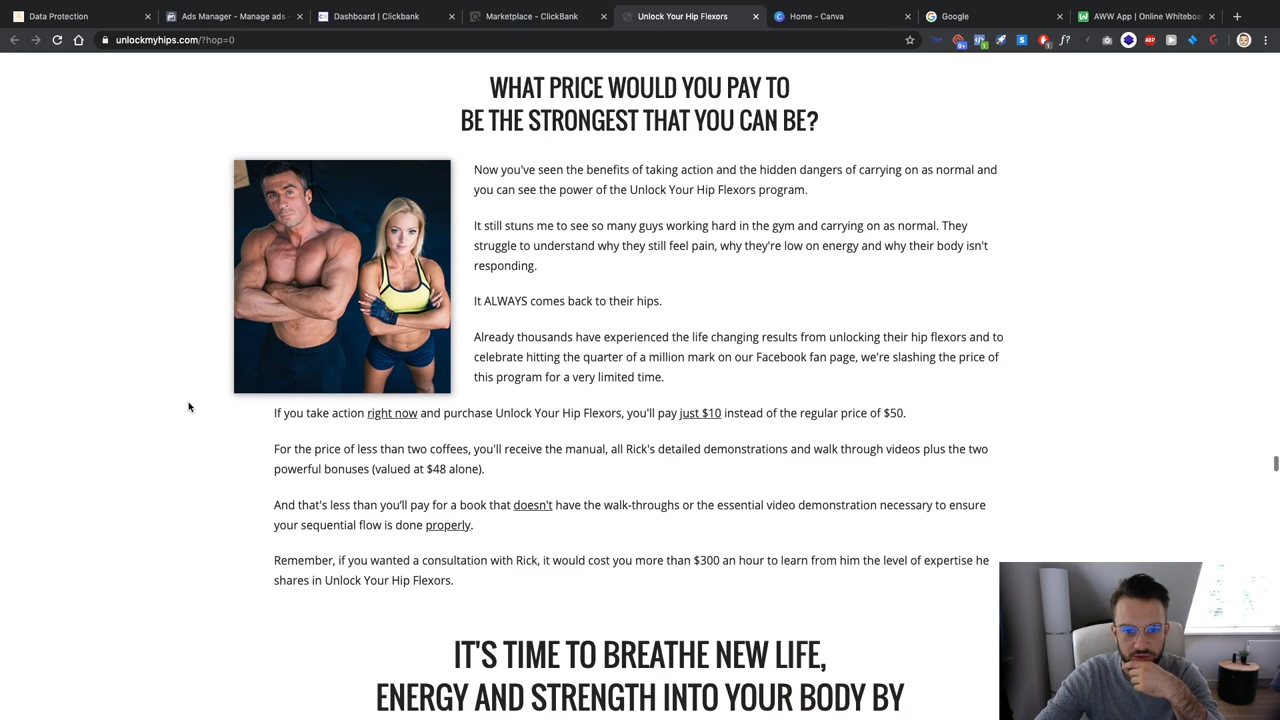 Data Protection
Ads Manager - Manage ads
Dashboard | Clickbank
Marketplace - ClickBank
Unlock Your Hip Flexors
Home - Canva
Google
AWW App | Online Whiteboa
unlockmyhips.com/?hop=0
WHAT PRICE WOULD YOU PAY TO
BE THE STRONGEST THAT YOU CAN BE?
Now you've seen the benefits of taking action and the hidden dangers of carrying on as normal and
you can see the power of the Unlock Your Hip Flexors program.
It still stuns me to see so many guys working hard in the gym and carrying on as normal. They
struggle to understand why they still feel pain, why they're low on energy and why their body isn't
responding.
It ALWAYS comes back to their hips.
Already thousands have experienced the life changing results from unlocking their hip flexors and to
celebrate hitting the quarter of a million mark on our Facebook fan page, we're slashing the price of
this program for a very limited time.
If you take action right now and purchase Unlock Your Hip Flexors, you'll pay just $10 instead of the regular price of $50.
For the price of less than two coffees, you'll receive the manual, all Rick's detailed demonstrations and walk through videos plus the two
powerful bonuses (valued at $48 alone).
And that's less than you'll pay for a book that doesn't have the walk-throughs or the essential video demonstration necessary to ensure
your sequential flow is done properly.
Remember, if you wanted a consultation with Rick, it would cost you more than $300 an hour to learn from him the level of expertise he
shares in Unlock Your Hip Flexors.
IT'S TIME TO BREATHE NEW LIFE,
ENERGY AND STRENGTH INTO YOUR BODY BY